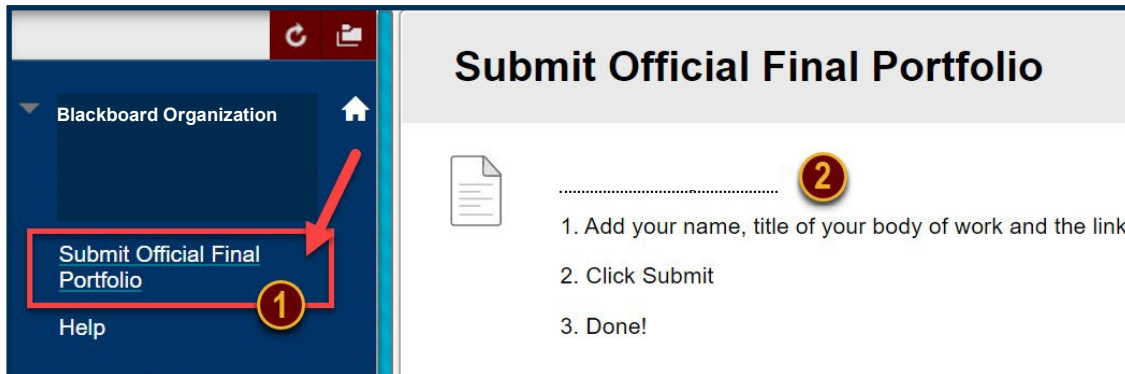 Blackboard Organization
Submit Official Final
Portfolio
1
Help
Submit Official Final Portfolio
2
1. Add your name, title of your body of work and the link
2. Click Submit
3. Done!